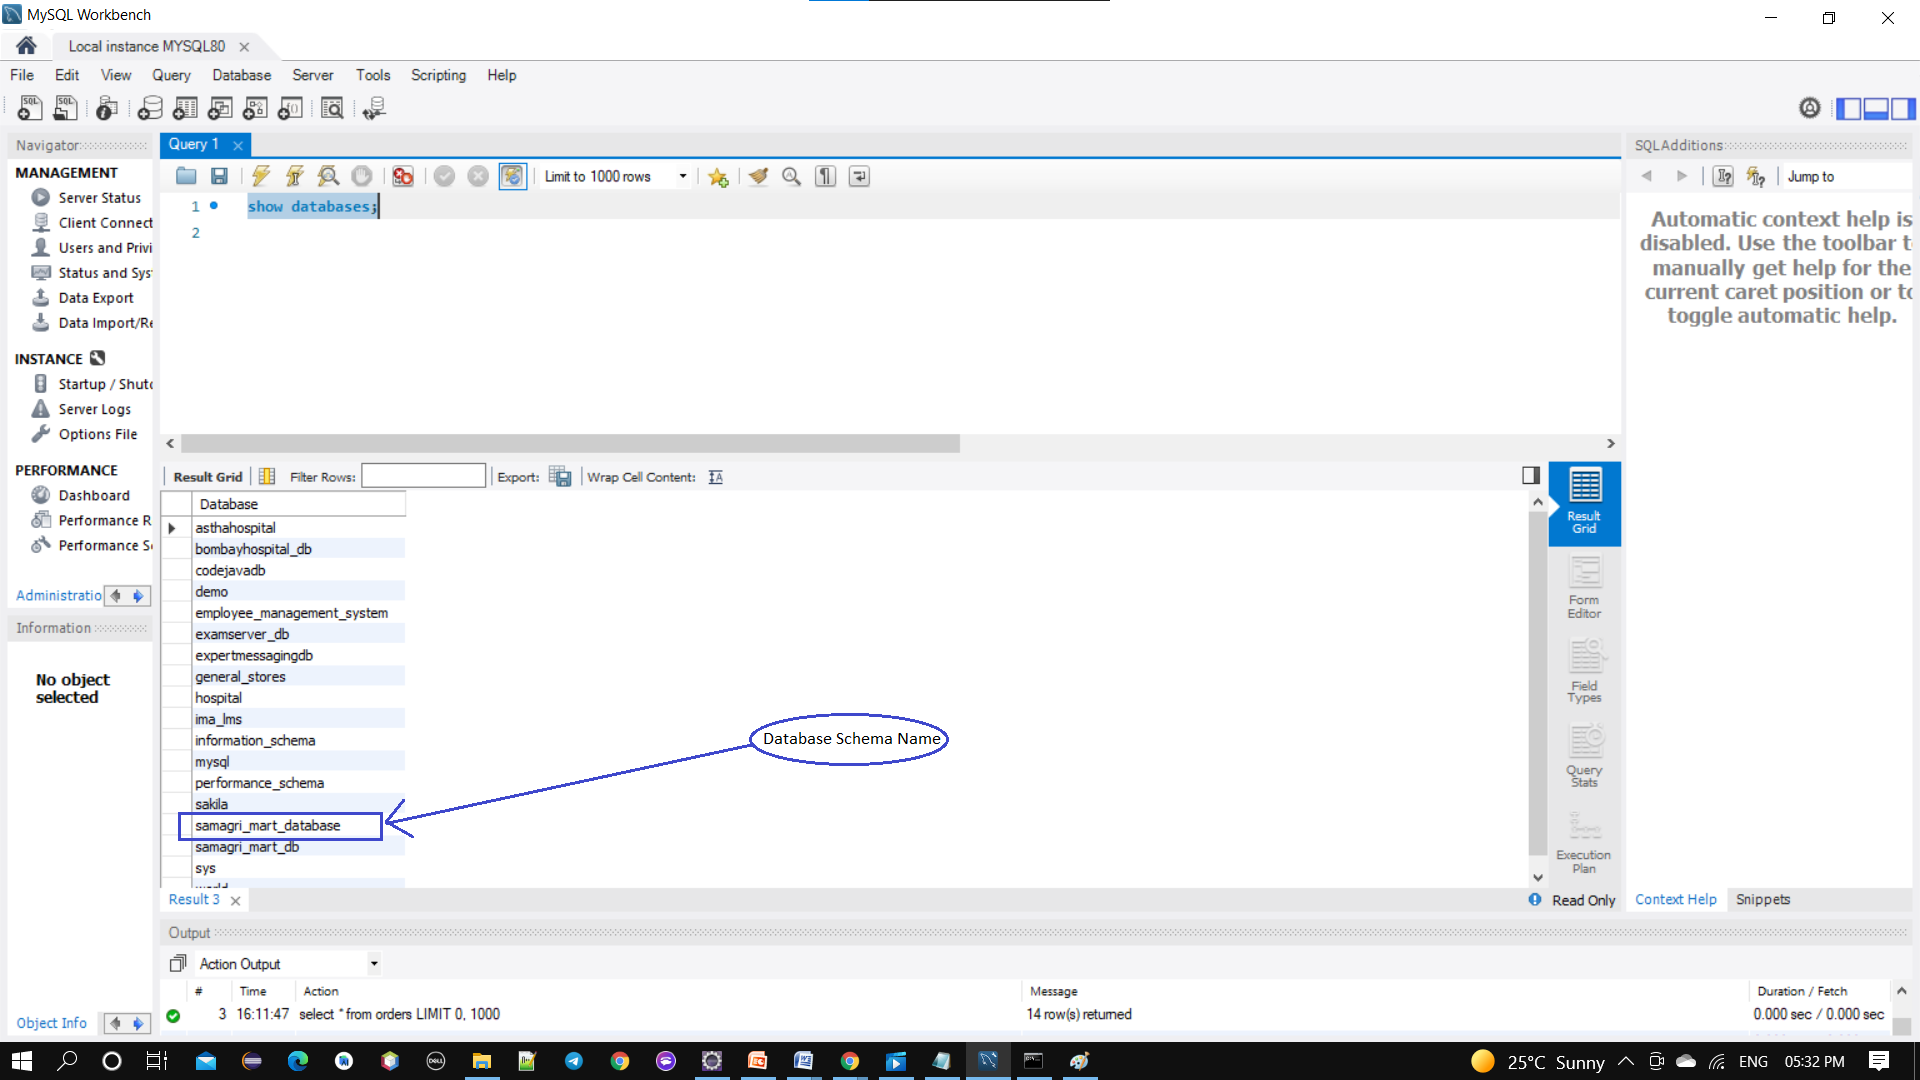 MySQL Workbench
Local instance MYSQL80
File Edit View Query Database Server Tools Scripting Help
Navigator
MANAGEMENT
Server Status
Client Connect
Users and Privi
Status and Sys
Data Export
Data Import/Re
INSTANCE
Startup / Shut
Server Logs
Options File
PERFORMANCE
Dashboard
Performance R
Performance S
Administratio
Information
No object
selected
Object Info
Query 1
Limit to 1000 rows
1 show databases;
2
Result Grid Filter Rows: Export: Wrap Cell Content:
Database
asthahospital
bombayhospital_db
codejavadb
demo
employee_management_system
examserver_db
expertmessagingdb
general_stores
hospital
ima_lms
information_schema
mysql
performance_schema
sakila
samagri_mart_database
samagri_mart_db
sys
Database Schema Name
Result
Grid
Form
Editor
Field
Types
Query
Stats
Execution
Plan
Result 3
Read Only
SQLAdditions
Jump to
Automatic context help is
disabled. Use the toolbar t
manually get help for the
current caret position or to
toggle automatic help.
Context Help Snippets
Output
Action Output
# Time Action Message Duration / Fetch
3 16:11:47 select * from orders LIMIT 0, 1000 14 row(s) returned 0.000 sec / 0.000 sec
25°C Sunny ENG 05:32 PM